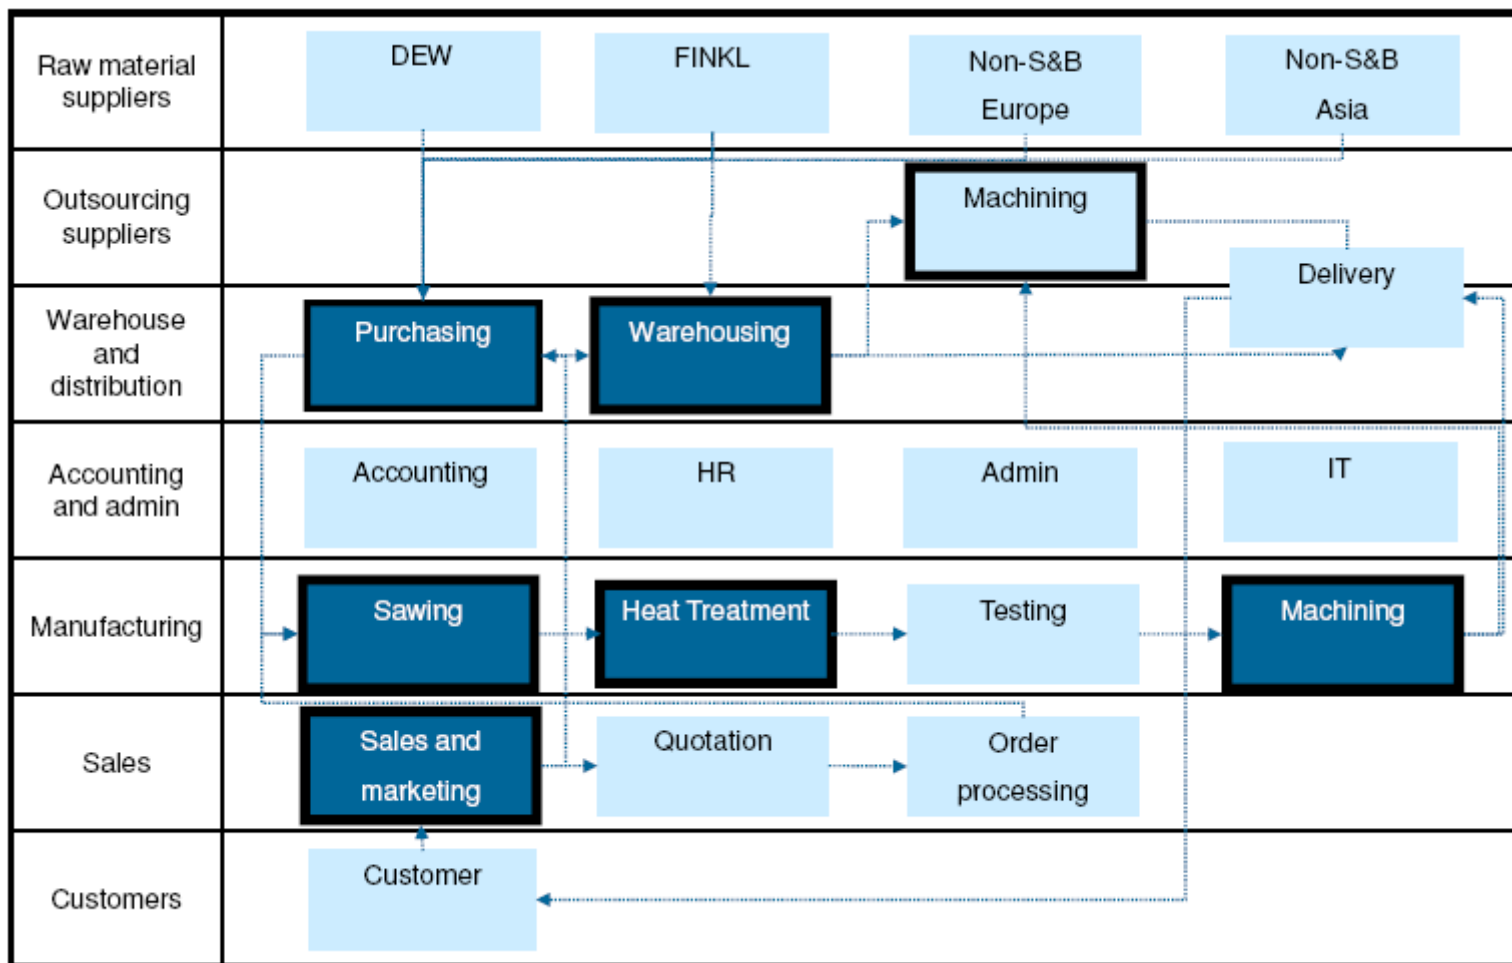 Raw material
suppliers
DEW
FINKL
Non-S&B
Europe
Non-S&B
Asia
Outsourcing
suppliers
Machining
Delivery
Warehouse
and
distribution
Purchasing
Warehousing
Accounting
and admin
Accounting
HR
Admin
IT
Manufacturing
Sawing
Heat Treatment
Testing
Machining
Sales
Sales and
marketing
Quotation
Order
processing
Customers
Customer